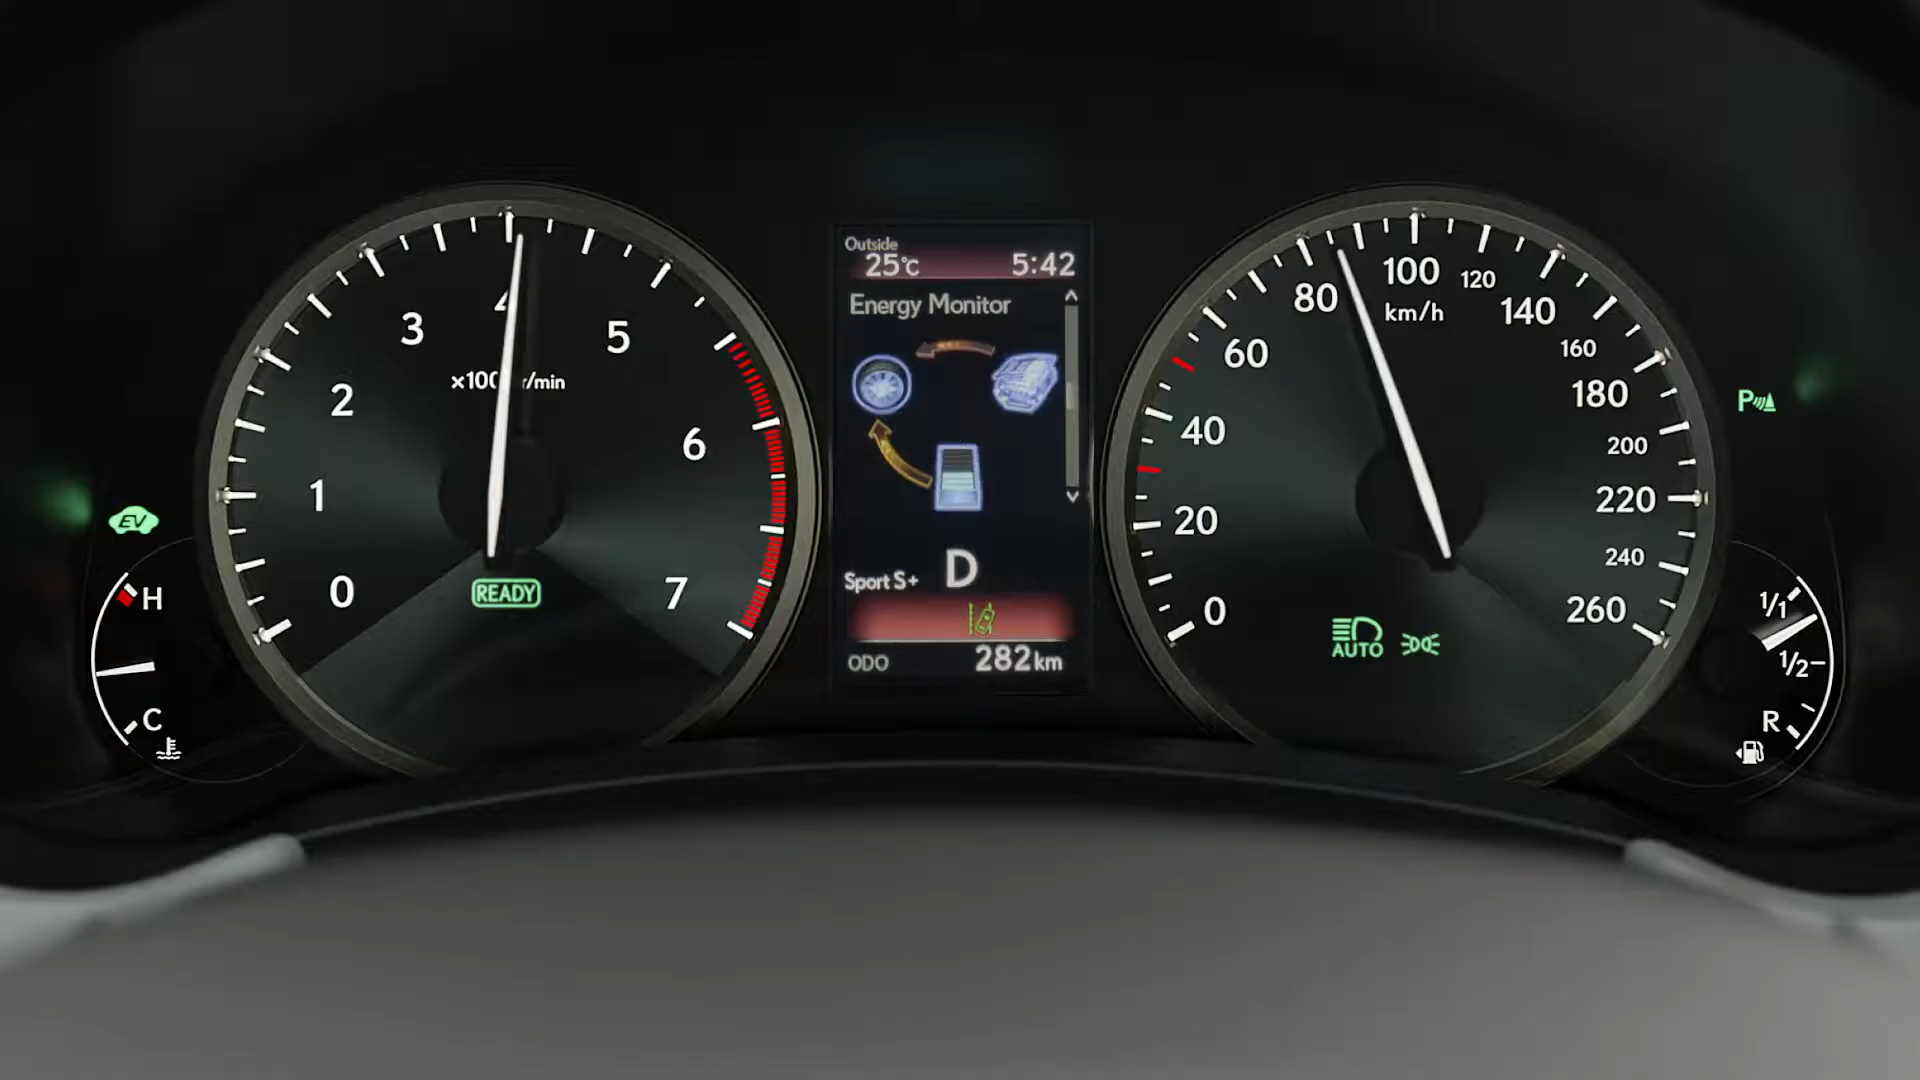 Outside
25°C 5:42
Energy Monitor
Sport S+ D
ODO 282 km
0
1
2
3
4
5
6
7
r/min
READY
EV
H
C
0
20
40
60
80
100
120
140
160
180
200
220
240
260
km/h
AUTO
P
1/1
1/2
R